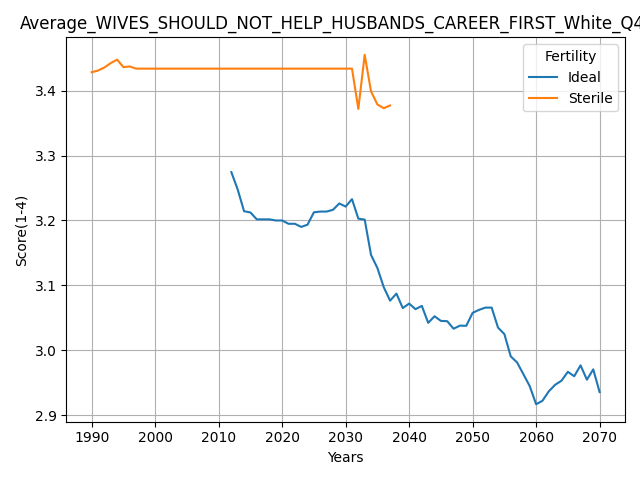 Average_WIVES_SHOULD_NOT_HELP_HUSBANDS_CAREER_FIRST_White_Q4
Fertility
Ideal
Sterile
Score(1-4)
3.4
3.3
3.2
3.1
3.0
2.9
1990 2000 2010 2020 2030 2040 2050 2060 2070
Years